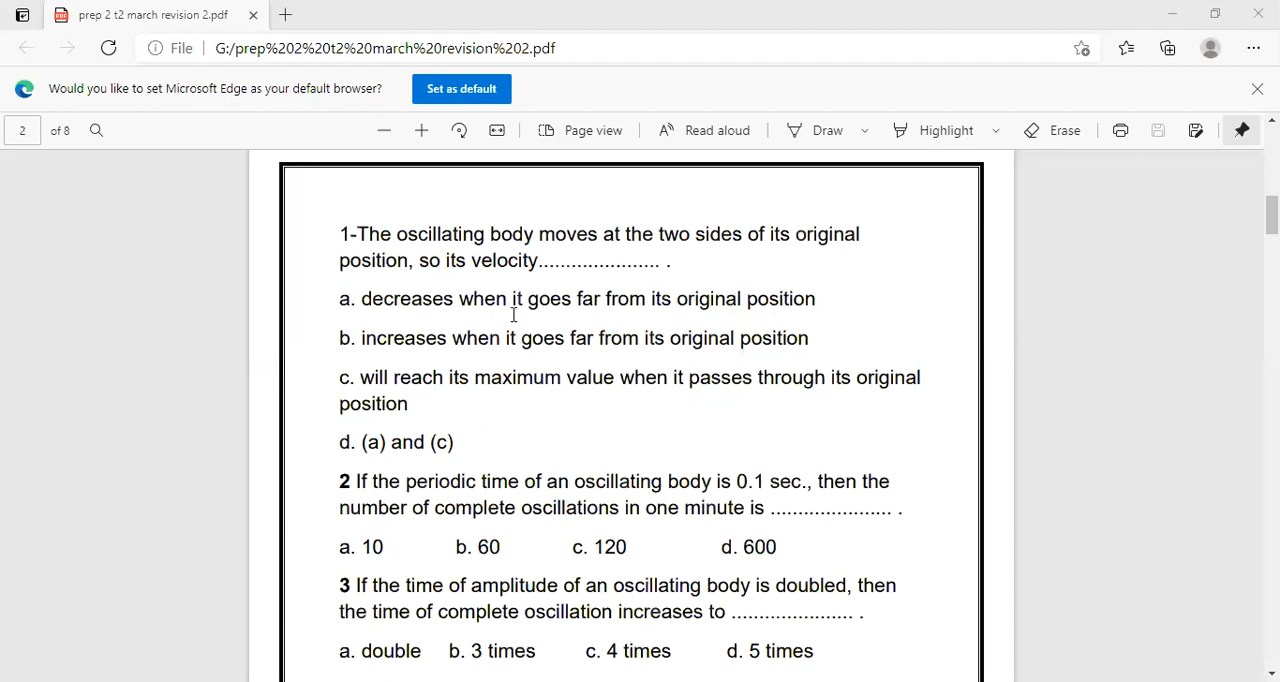 prep 2 t2 march revision 2.pdf
File G:/prep%202%20t2%20march%20revision%202.pdf
Would you like to set Microsoft Edge as your default browser? Set as default
2 of 8 Page view Read aloud Draw Highlight Erase
1-The oscillating body moves at the two sides of its original
position, so its velocity...................... .
a. decreases when it goes far from its original position
b. increases when it goes far from its original position
c. will reach its maximum value when it passes through its original
position
d. (a) and (c)
2 If the periodic time of an oscillating body is 0.1 sec., then the
number of complete oscillations in one minute is ...................... .
a. 10 b. 60 c. 120 d. 600
3 If the time of amplitude of an oscillating body is doubled, then
the time of complete oscillation increases to ...................... .
a. double b. 3 times c. 4 times d. 5 times